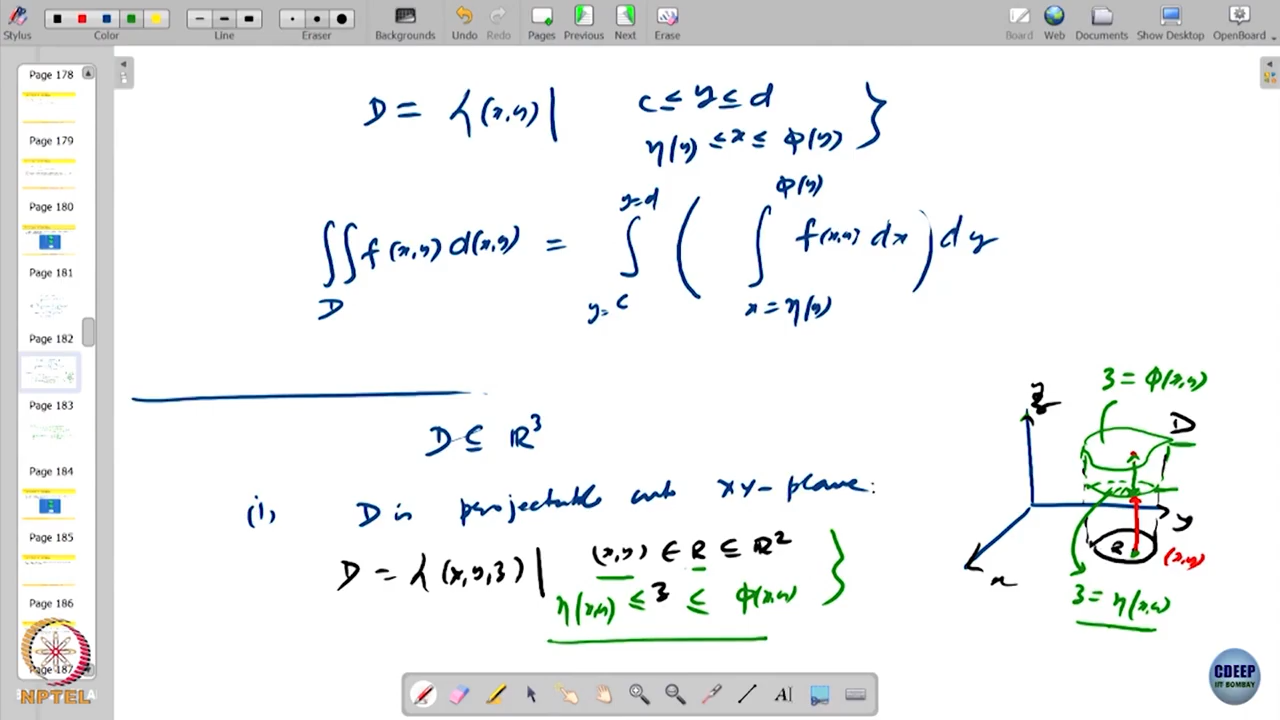 Stylus
Color
Line
Eraser
Backgrounds
Undo
Redo
Pages
Previous
Next
Erase
Board
Web
Documents
Show Desktop
OpenBoard
Page 178
Page 179
Page 180
Page 181
Page 182
Page 183
Page 184
Page 185
Page 186
Page 187
D = {(x,y) | c ≤ y ≤ d
η(y) ≤ x ≤ φ(y) }
∬_D f(x,y) d(x,y) = ∫_{y=c}^{y=d} ( ∫_{x=η(y)}^{φ(y)} f(x,y) dx ) dy
D ⊆ ℝ³
(i) D is projectable onto xy-plane:
D = {(x,y,z) | (x,y) ∈ R ⊆ ℝ²
η(x,y) ≤ z ≤ φ(x,y) }
z = φ(x,y)
z
D
y
R
(x,y)
x
z = η(x,y)
NPTEL
CDEEP
IIT BOMBAY